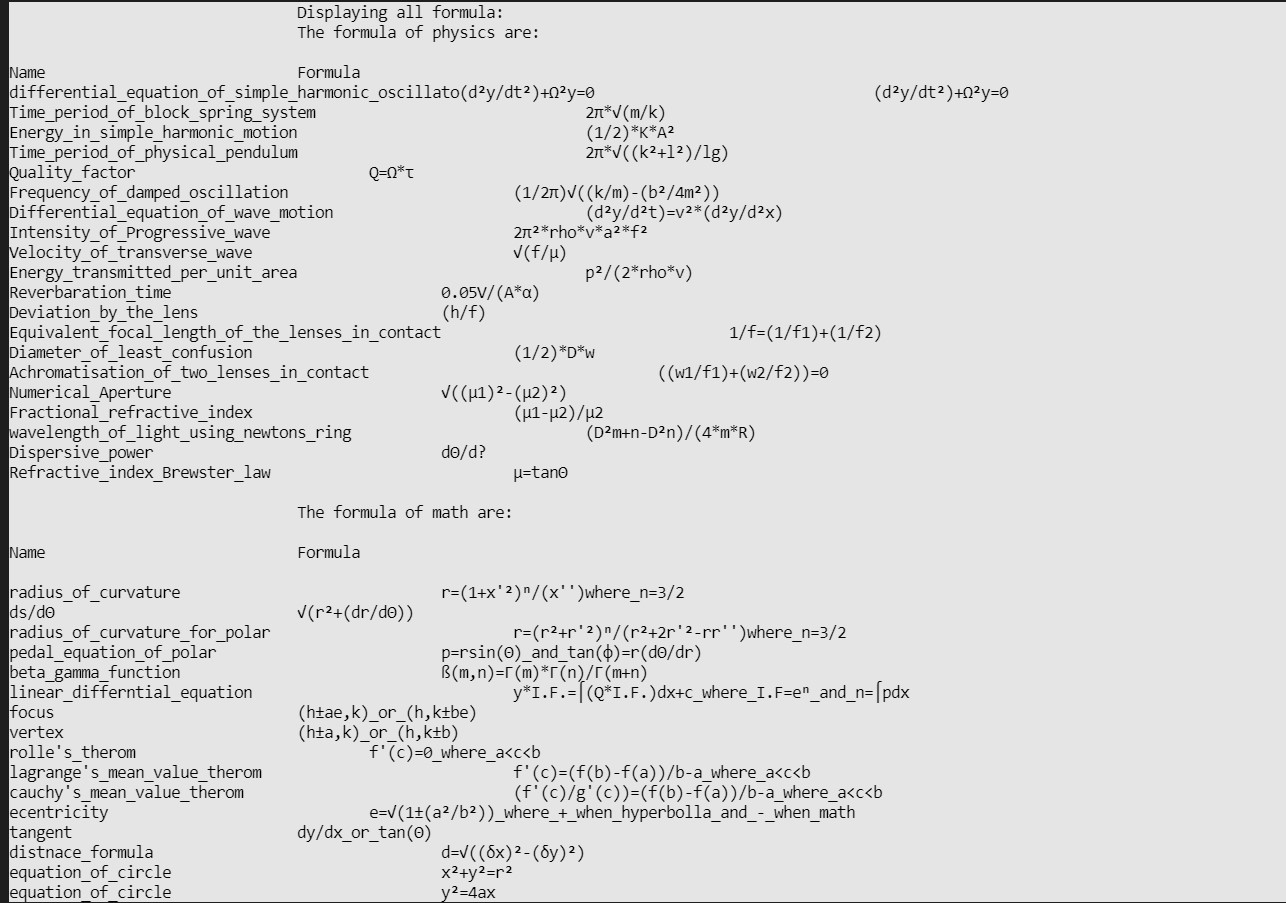 Displaying all formula:
The formula of physics are:
Name Formula
differential_equation_of_simple_harmonic_oscillato(d²y/dt²)+Ω²y=0 (d²y/dt²)+Ω²y=0
Time_period_of_block_spring_system 2π*√(m/k)
Energy_in_simple_harmonic_motion (1/2)*K*A²
Time_period_of_physical_pendulum 2π*√((k²+l²)/lg)
Quality_factor Q=Ω*τ
Frequency_of_damped_oscillation (1/2π)√((k/m)-(b²/4m²))
Differential_equation_of_wave_motion (d²y/d²t)=v²*(d²y/d²x)
Intensity_of_Progressive_wave 2π²*rho*v*a²*f²
Velocity_of_transverse_wave √(f/μ)
Energy_transmitted_per_unit_area p²/(2*rho*v)
Reverbaration_time 0.05V/(A*α)
Deviation_by_the_lens (h/f)
Equivalent_focal_length_of_the_lenses_in_contact 1/f=(1/f1)+(1/f2)
Diameter_of_least_confusion (1/2)*D*w
Achromatisation_of_two_lenses_in_contact ((w1/f1)+(w2/f2))=0
Numerical_Aperture √((μ1)²-(μ2)²)
Fractional_refractive_index (μ1-μ2)/μ2
wavelength_of_light_using_newtons_ring (D²m+n-D²n)/(4*m*R)
Dispersive_power dΘ/d?
Refractive_index_Brewster_law μ=tanΘ
The formula of math are:
Name Formula
radius_of_curvature r=(1+x'²)ⁿ/(x'')where_n=3/2
ds/dΘ √(r²+(dr/dΘ))
radius_of_curvature_for_polar r=(r²+r'²)ⁿ/(r²+2r'²-rr'')where_n=3/2
pedal_equation_of_polar p=rsin(Θ)_and_tan(ϕ)=r(dΘ/dr)
beta_gamma_function ß(m,n)=Γ(m)*Γ(n)/Γ(m+n)
linear_differntial_equation y*I.F.=⌠(Q*I.F.)dx+c_where_I.F=eⁿ_and_n=⌠pdx
focus (h±ae,k)_or_(h,k±be)
vertex (h±a,k)_or_(h,k±b)
rolle's_therom f'(c)=0_where_a<c<b
lagrange's_mean_value_therom f'(c)=(f(b)-f(a))/b-a_where_a<c<b
cauchy's_mean_value_therom (f'(c)/g'(c))=(f(b)-f(a))/b-a_where_a<c<b
ecentricity e=√(1±(a²/b²))_where_+_when_hyperbolla_and_-_when_math
tangent dy/dx_or_tan(Θ)
distnace_formula d=√((δx)²-(δy)²)
equation_of_circle x²+y²=r²
equation_of_circle y²=4ax